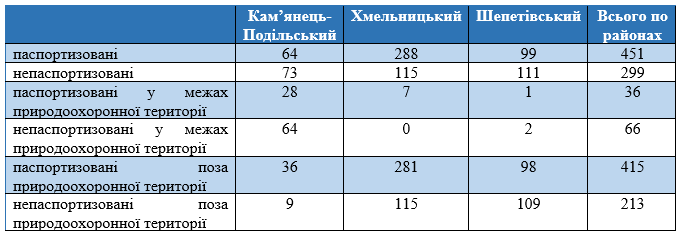 Кам’янець-Подільський Хмельницький Шепетівський Всього по районах
паспортизовані 64 288 99 451
непаспортизовані 73 115 111 299
паспортизовані у межах
природоохоронної території 28 7 1 36
непаспортизовані у межах
природоохоронної території 64 0 2 66
паспортизовані поза
природоохоронної території 36 281 98 415
непаспортизовані поза
природоохоронної території 9 115 109 213